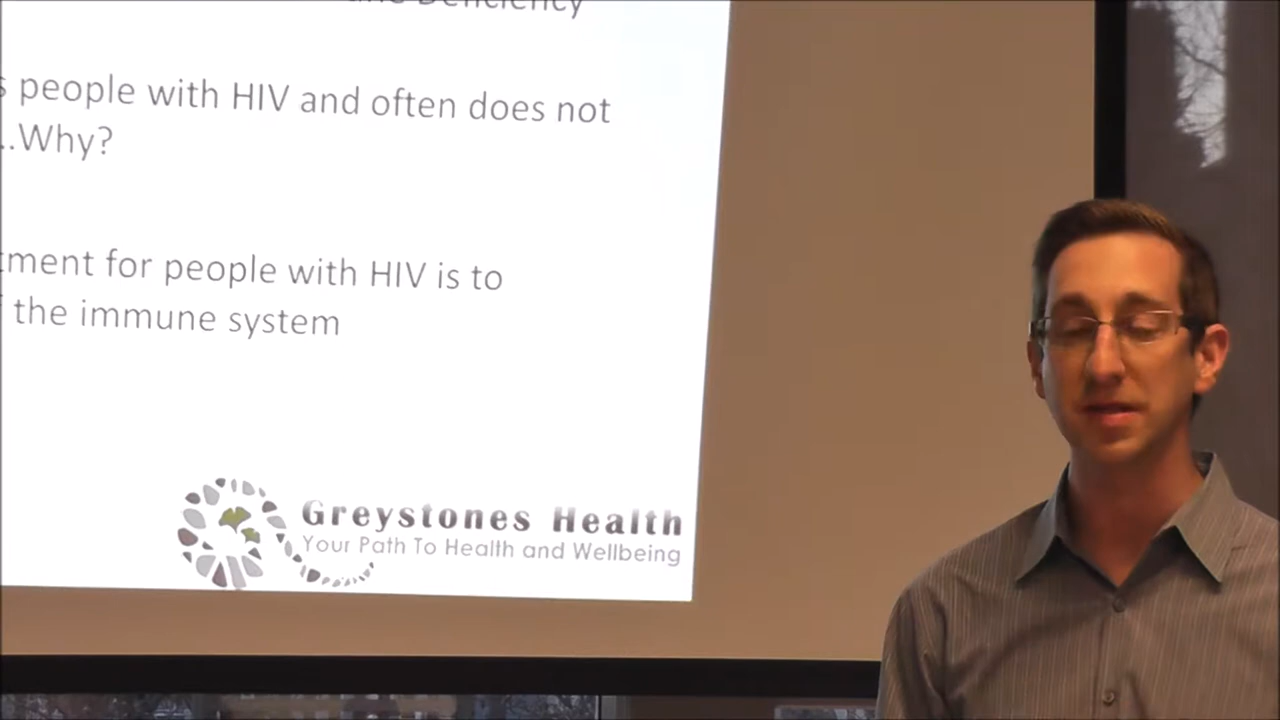 Deficiency
people with HIV and often does not
..Why?
for people with HIV is to
the immune system
Greystones Health
Your Path To Health and Wellbeing